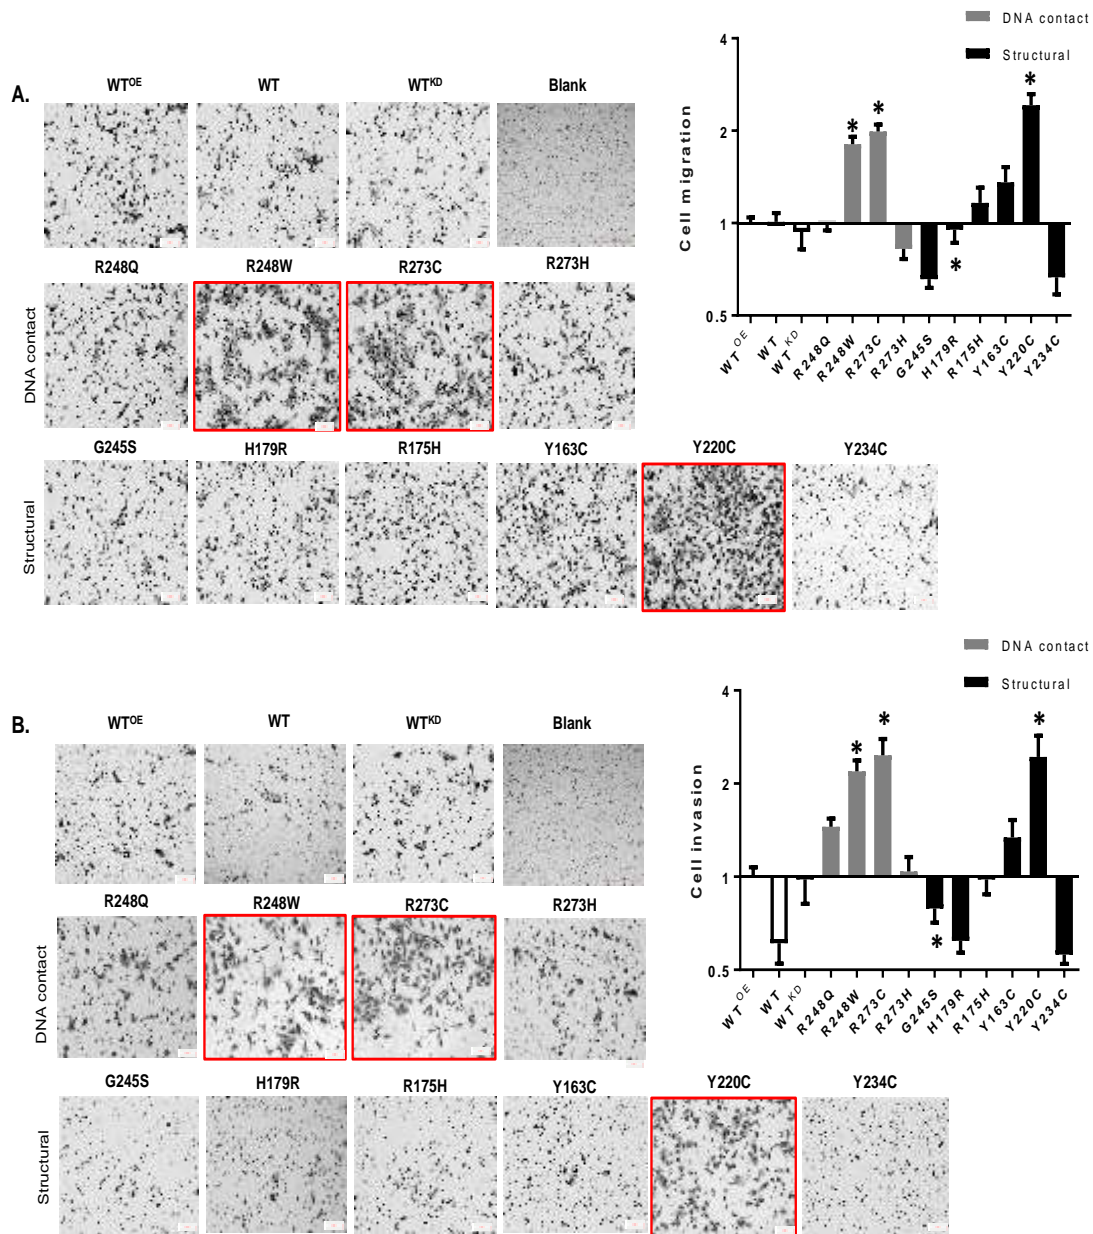 A.
WT^OE WT WT^KD Blank
DNA contact
R248Q R248W R273C R273H
Structural
G245S H179R R175H Y163C Y220C Y234C
DNA contact
Structural
Cell migration
4
2
1
0.5
* * * *
WT^OE WT WT^KD R248Q R248W R273C R273H G245S H179R R175H Y163C Y220C Y234C
B.
WT^OE WT WT^KD Blank
DNA contact
R248Q R248W R273C R273H
Structural
G245S H179R R175H Y163C Y220C Y234C
DNA contact
Structural
Cell invasion
4
2
1
0.5
* * * *
WT^OE WT WT^KD R248Q R248W R273C R273H G245S H179R R175H Y163C Y220C Y234C